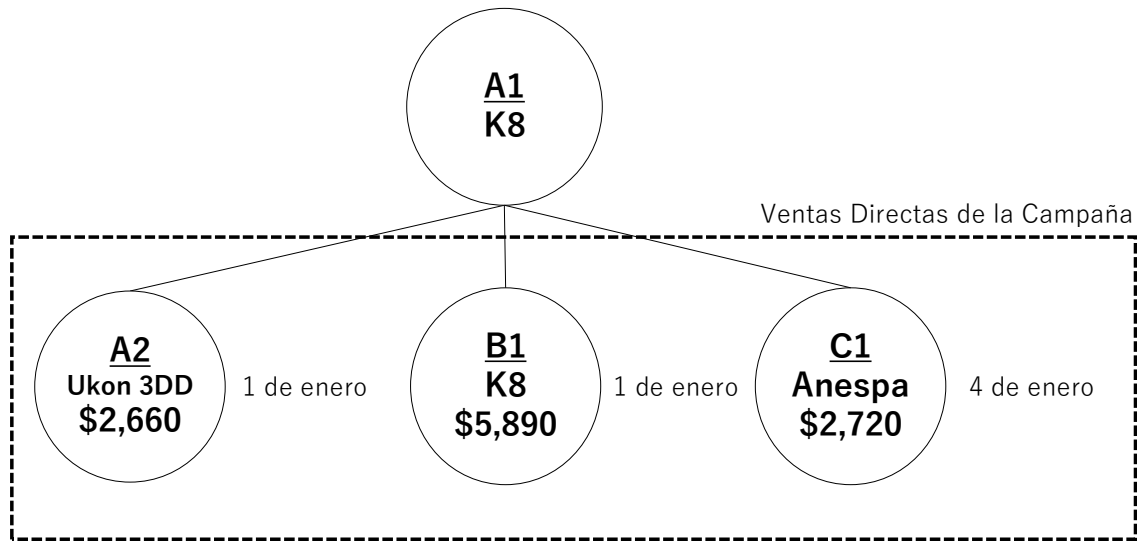 A1
K8
Ventas Directas de la Campaña
A2
Ukon 3DD
$2,660
1 de enero
B1
K8
$5,890
1 de enero
C1
Anespa
$2,720
4 de enero